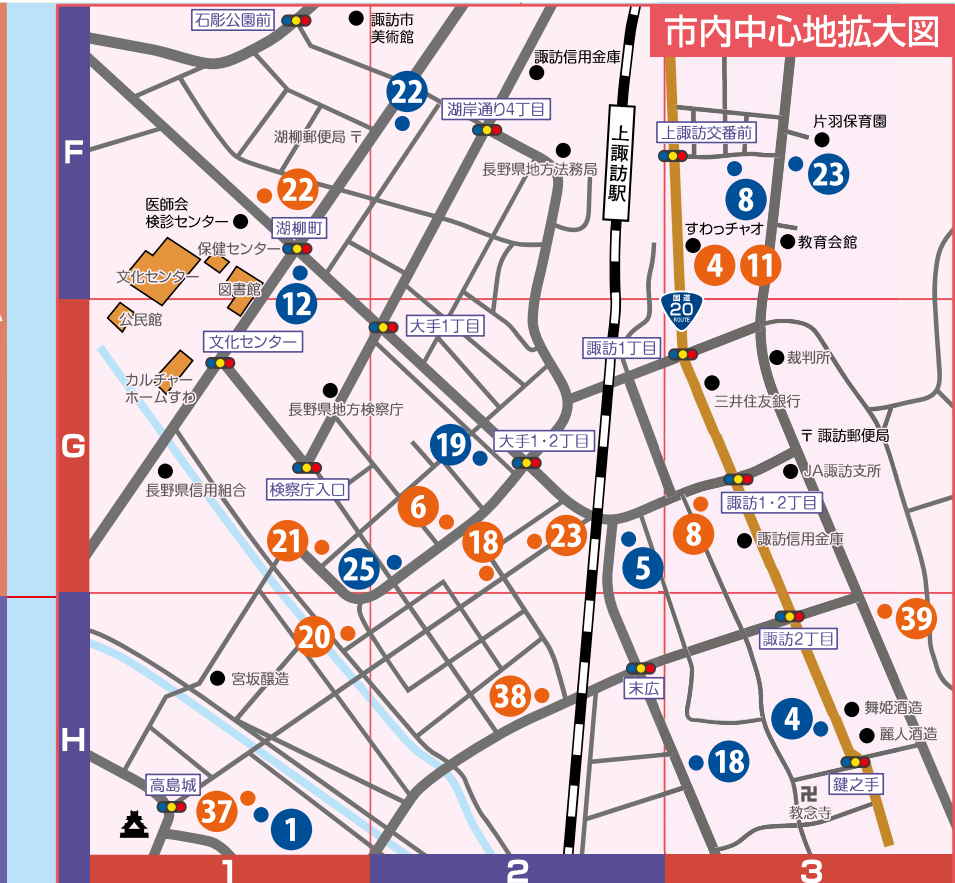 市内中心地拡大図
石彫公園前
諏訪市
美術館
諏訪信用金庫
22
湖岸通り4丁目
湖柳郵便局 〒
長野県地方法務局
上諏訪駅
上諏訪交番前
片羽保育園
8
23
F
22
医師会
検診センター
湖柳町
保健センター
文化センター
図書館
12
公民館
すわっチャオ
4
11
教育会館
国道
20
ROUTE
文化センター
大手1丁目
諏訪1丁目
裁判所
カルチャー
ホームすわ
長野県地方検察庁
三井住友銀行
G
19
大手1・2丁目
〒諏訪郵便局
JA諏訪支所
長野県信用組合
検察庁入口
諏訪1・2丁目
6
21
25
18
23
5
8
諏訪信用金庫
20
39
諏訪2丁目
宮坂醸造
38
末広
舞姫酒造
4
麗人酒造
H
18
高島城
鍵之手
37
1
卍
教念寺
1
2
3